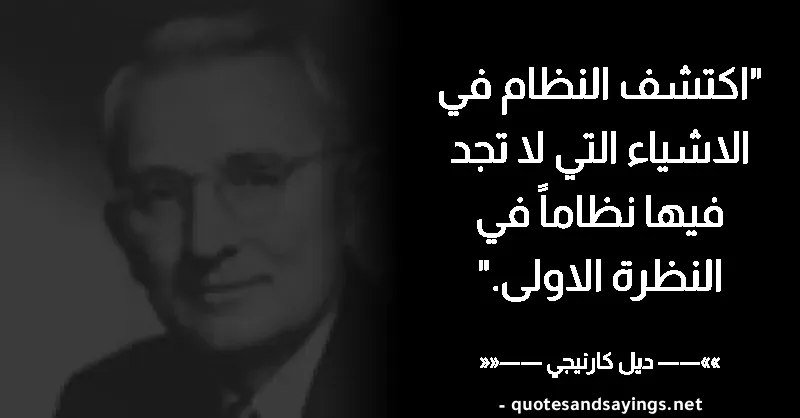 "اكتشف النظام في
الاشياء التي لا تجد
فيها نظاماً في
النظرة الاولى."
»»—— ديل كارنيجي ——««
- quotesandsayings.net